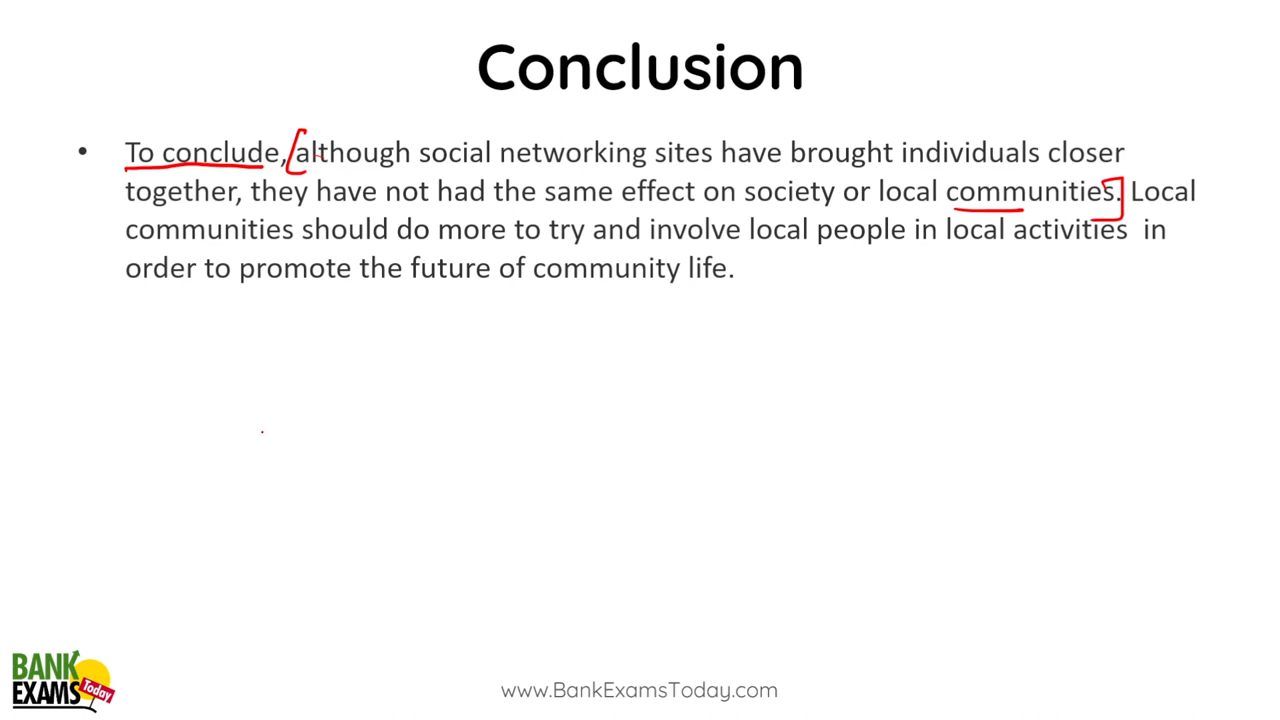 Conclusion
• To conclude, although social networking sites have brought individuals closer
together, they have not had the same effect on society or local communities. Local
communities should do more to try and involve local people in local activities in
order to promote the future of community life.
BANK
EXAMS
Today
www.BankExamsToday.com